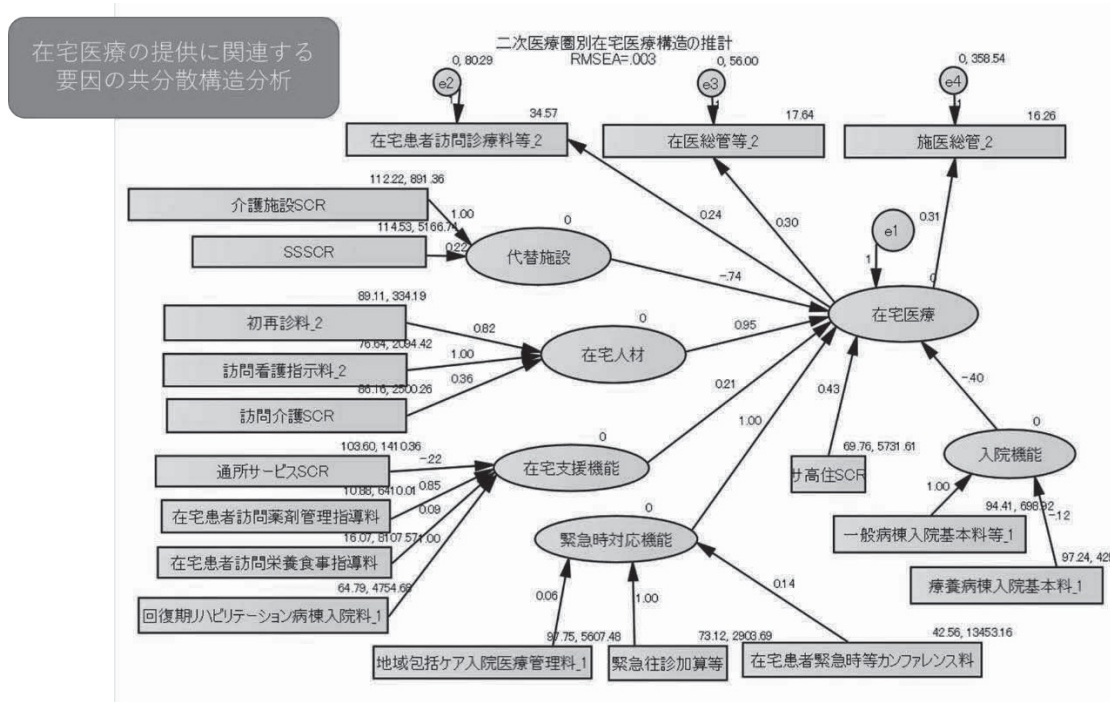 在宅医療の提供に関連する
要因の共分散構造分析
二次医療圏別在宅医療構造の推計
RMSEA=.003
0, 80.29
e2
1
34.57
在宅患者訪問診療料等_2
0, 56.00
e3
1
17.64
在医総管等_2
0, 358.54
e4
1
16.26
施医総管_2
112.22, 891.36
介護施設SCR
1.00
114.53, 5166.74
SSSCR
0.22
0
代替施設
-.74
0.24
0.30
0.31
e1
1
0
在宅医療
89.11, 334.19
初再診料_2
0.82
76.64, 2094.42
訪問看護指示料_2
1.00
86.16, 2500.26
訪問介護SCR
0.36
0
在宅人材
0.95
103.60, 1410.36
通所サービスSCR
-.22
10.88, 6410.01
在宅患者訪問薬剤管理指導料
0.85
16.07, 8107.57
在宅患者訪問栄養食事指導料
0.09
64.79, 4754.68
回復期リハビリテーション病棟入院料_1
1.00
0
在宅支援機能
0.21
0
緊急時対応機能
1.00
0.43
69.76, 5731.61
サ高住SCR
-.40
0
入院機能
1.00
94.41, 698.92
一般病棟入院基本料等_1
-.12
97.24, 428
療養病棟入院基本料_1
0.06
97.75, 5607.48
地域包括ケア入院医療管理料_1
1.00
73.12, 2903.69
緊急往診加算等
0.14
42.56, 13453.16
在宅患者緊急時等カンファレンス料